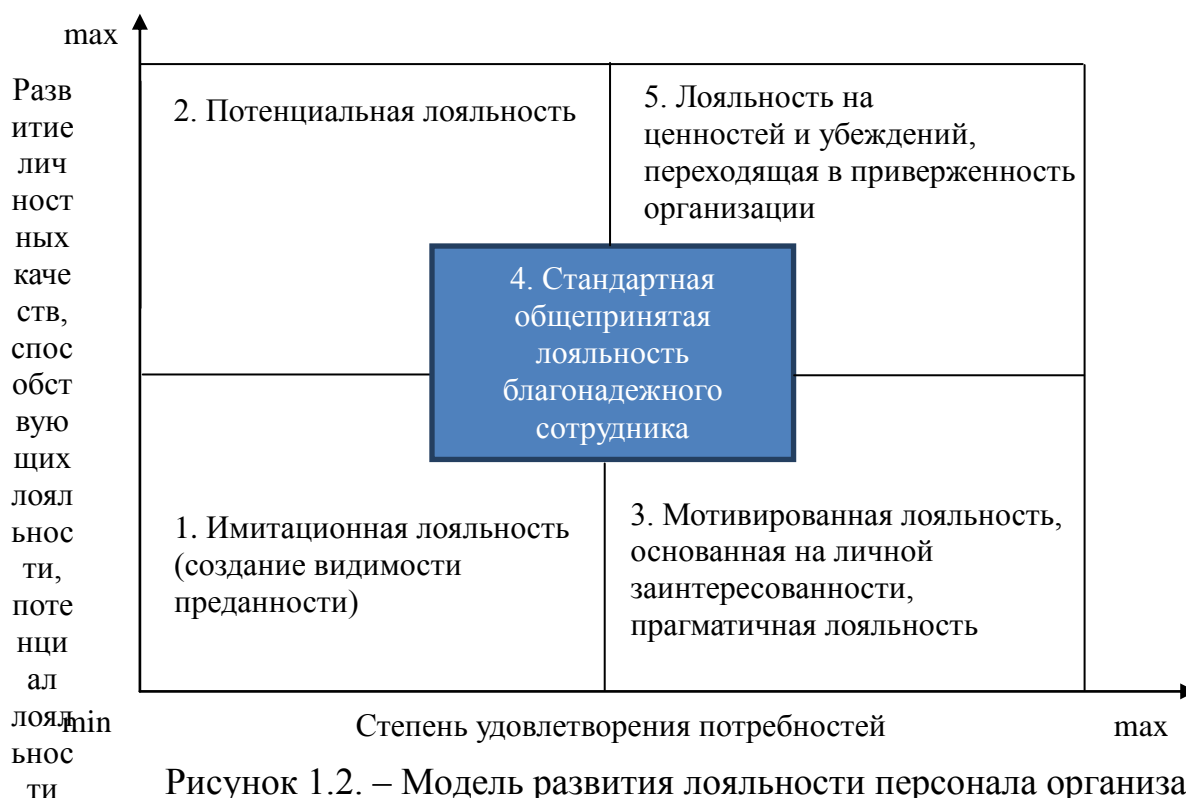 max
Разв
итие
лич
ност
ных
каче
ств,
спос
обст
вую
щих
лоял
ьнос
ти,
поте
нци
ал
лоял
ьнос
ти
2. Потенциальная лояльность
5. Лояльность на
ценностей и убеждений,
переходящая в приверженность
организации
4. Стандартная
общепринятая
лояльность
благонадежного
сотрудника
1. Имитационная лояльность
(создание видимости
преданности)
3. Мотивированная лояльность,
основанная на личной
заинтересованности,
прагматичная лояльность
min
Степень удовлетворения потребностей
max
Рисунок 1.2. – Модель развития лояльности персонала организа